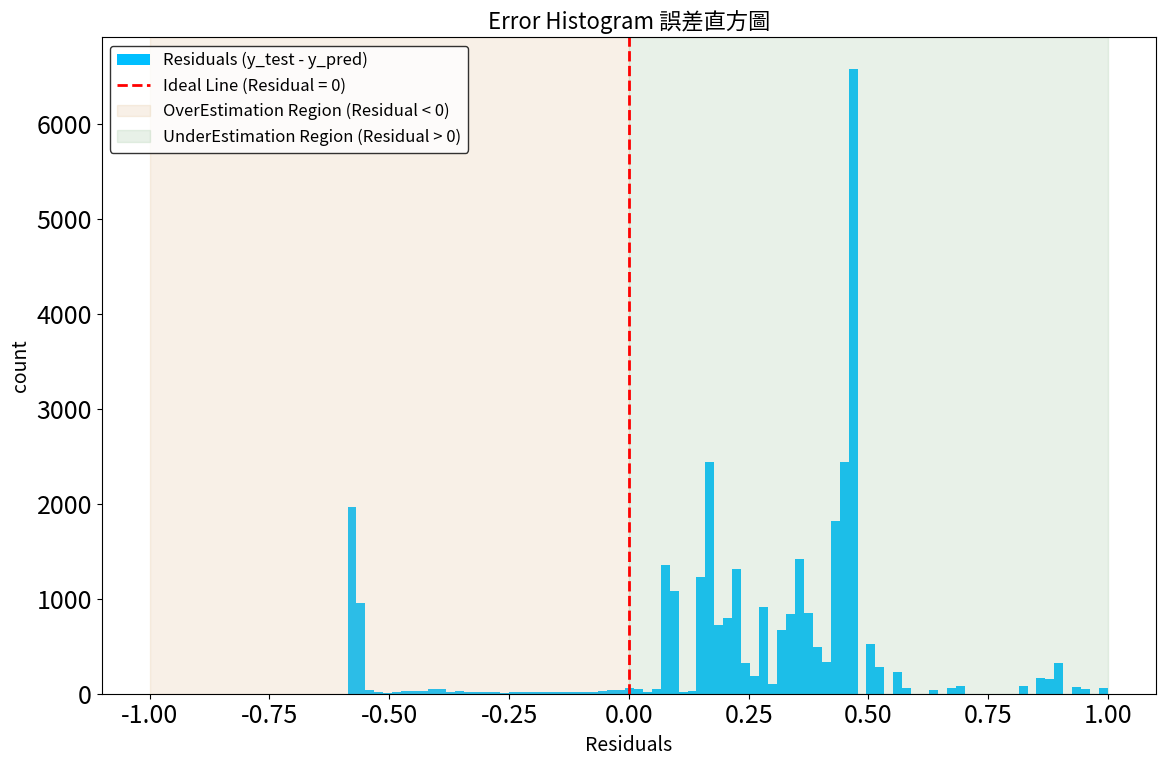 Error Histogram 誤差直方圖
Residuals (y_test - y_pred)
Ideal Line (Residual = 0)
OverEstimation Region (Residual < 0)
UnderEstimation Region (Residual > 0)
6000
5000
4000
3000
2000
1000
0
count
-1.00 -0.75 -0.50 -0.25 0.00 0.25 0.50 0.75 1.00
Residuals